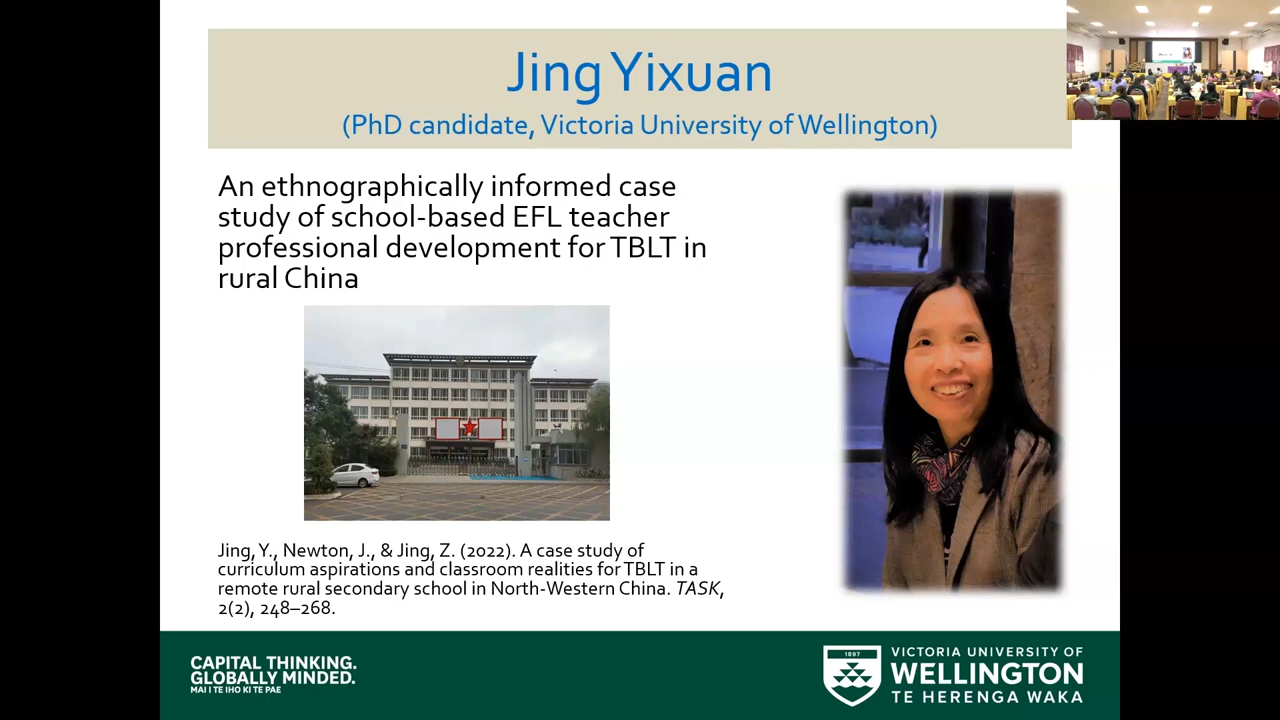 Jing Yixuan
(PhD candidate, Victoria University of Wellington)
An ethnographically informed case
study of school-based EFL teacher
professional development for TBLT in
rural China
Jing, Y., Newton, J., & Jing, Z. (2022). A case study of
curriculum aspirations and classroom realities for TBLT in a
remote rural secondary school in North-Western China. TASK,
2(2), 248–268.
CAPITAL THINKING.
GLOBALLY MINDED.
MAI I TE IHO KI TE PAE
1897
VICTORIA UNIVERSITY OF
WELLINGTON
TE HERENGA WAKA